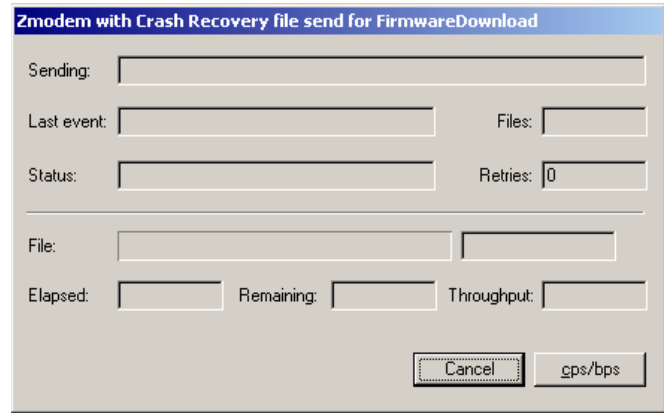 Zmodem with Crash Recovery file send for FirmwareDownload
Sending:
Last event: Files:
Status: Retries: 0
File:
Elapsed: Remaining: Throughput:
Cancel cps/bps